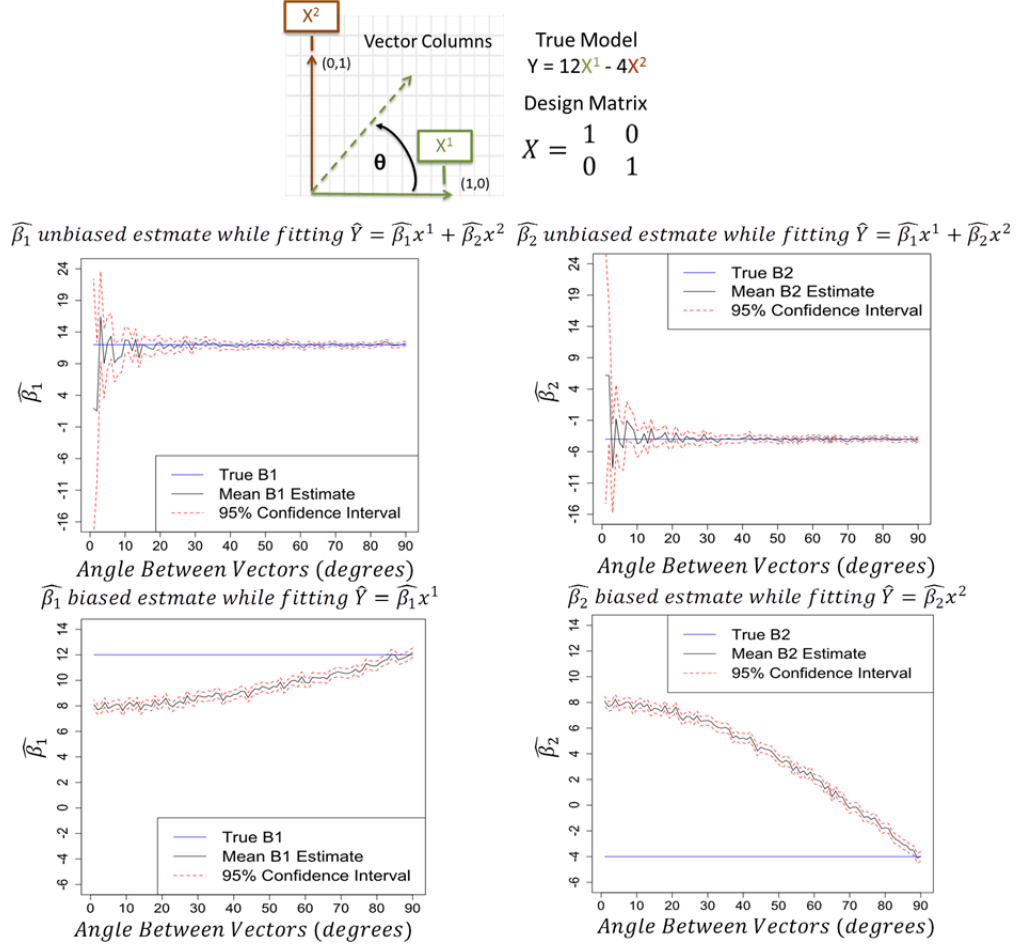 X²
Vector Columns
(0,1)
θ
X¹
(1,0)
True Model
Y = 12X¹ - 4X²
Design Matrix
X = 1 0
0 1
β̂₁ unbiased estmate while fitting Ŷ = β̂₁x¹ + β̂₂x²
24
19
14
9
4
-1
-6
-11
-16
β̂₁
True B1
Mean B1 Estimate
95% Confidence Interval
0 10 20 30 40 50 60 70 80 90
Angle Between Vectors (degrees)
β̂₂ unbiased estmate while fitting Ŷ = β̂₁x¹ + β̂₂x²
24
19
14
9
4
-1
-6
-11
-16
β̂₂
True B2
Mean B2 Estimate
95% Confidence Interval
0 10 20 30 40 50 60 70 80 90
Angle Between Vectors (degrees)
β̂₁ biased estmate while fitting Ŷ = β̂₁x¹
14
12
10
8
6
4
2
0
-2
-4
-6
β̂₁
True B1
Mean B1 Estimate
95% Confidence Interval
0 10 20 30 40 50 60 70 80 90
Angle Between Vectors (degrees)
β̂₂ biased estmate while fitting Ŷ = β̂₂x²
14
12
10
8
6
4
2
0
-2
-4
-6
β̂₂
True B2
Mean B2 Estimate
95% Confidence Interval
0 10 20 30 40 50 60 70 80 90
Angle Between Vectors (degrees)